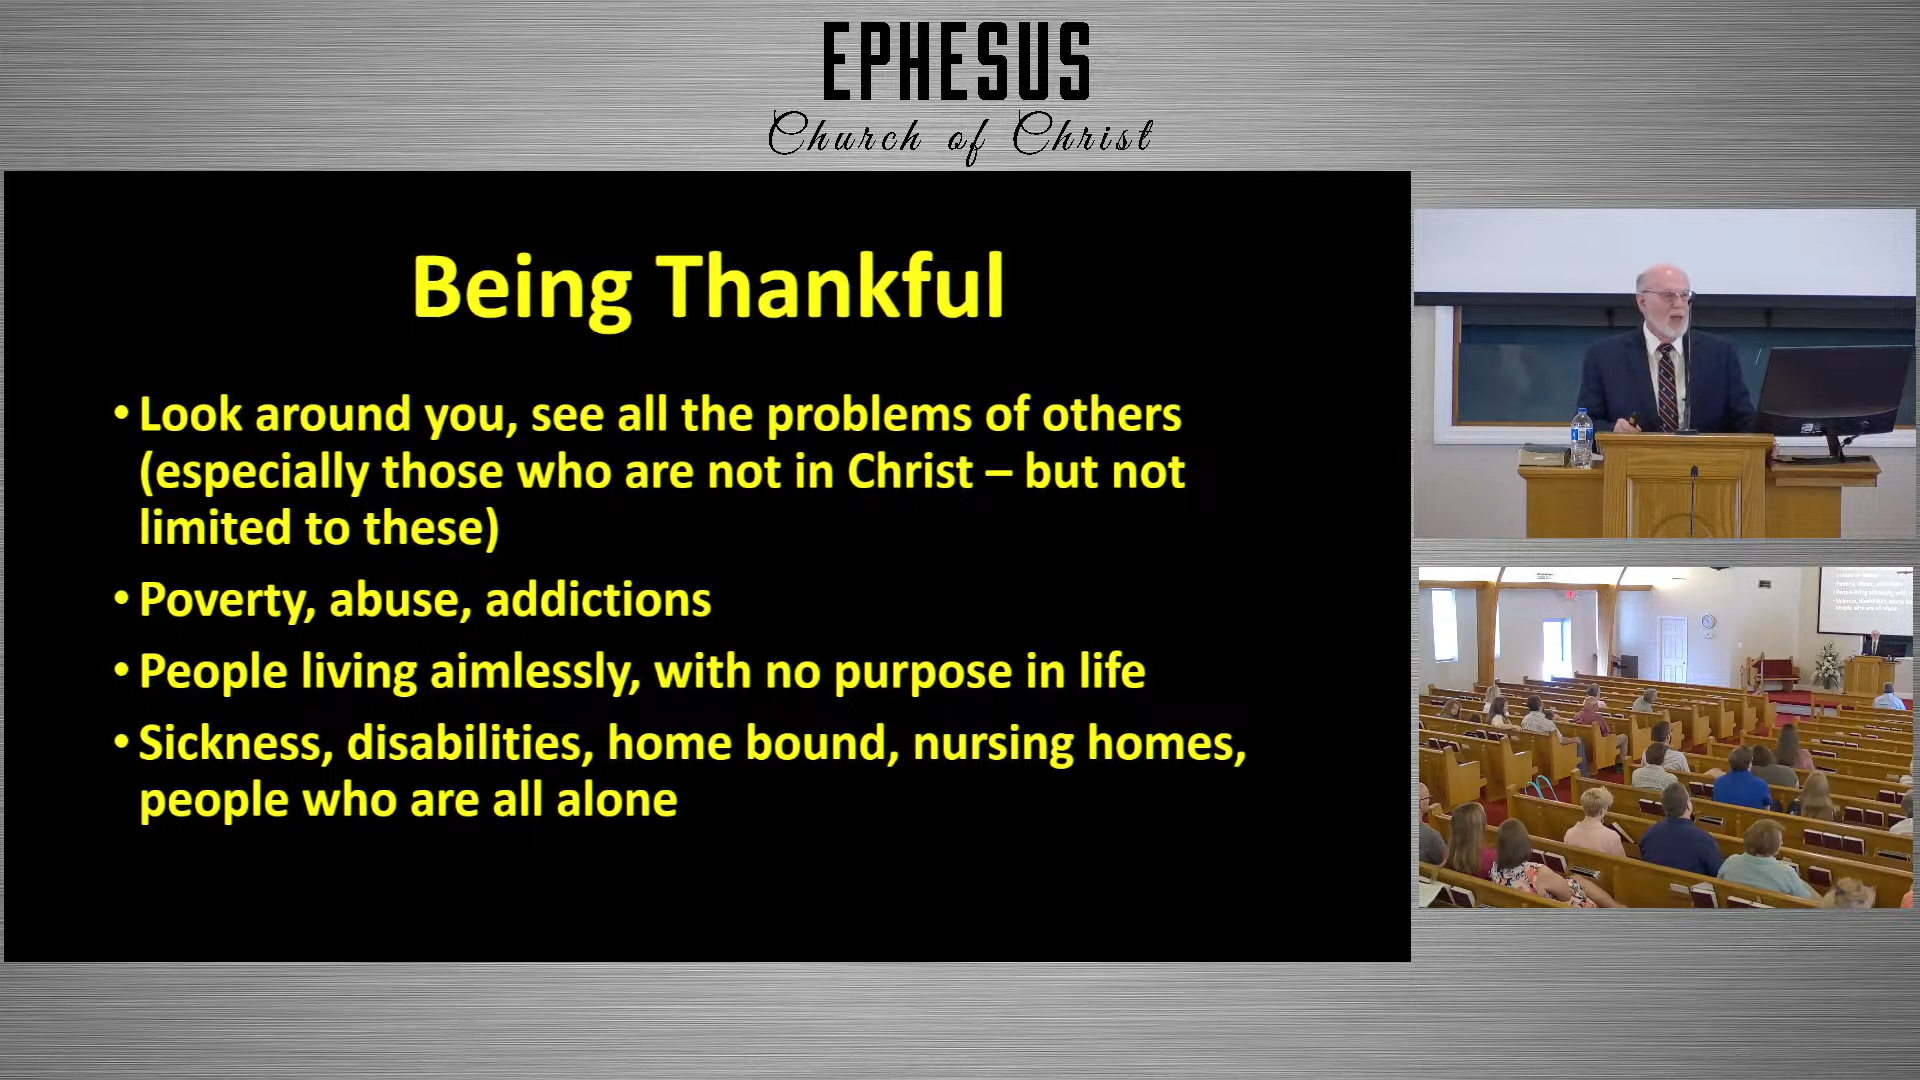 EPHESUS
Church of Christ
Being Thankful
• Look around you, see all the problems of others
(especially those who are not in Christ – but not
limited to these)
• Poverty, abuse, addictions
• People living aimlessly, with no purpose in life
• Sickness, disabilities, home bound, nursing homes,
people who are all alone